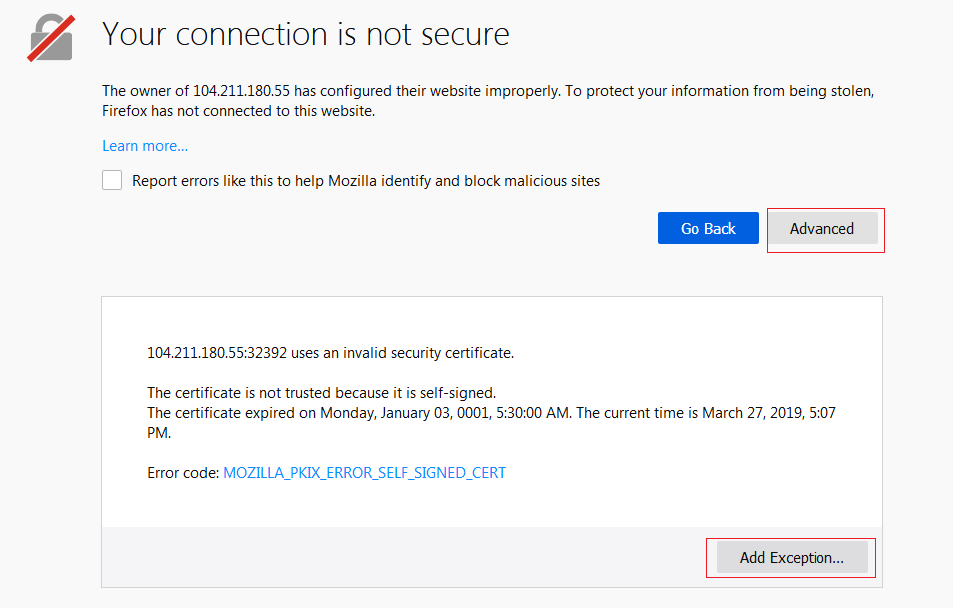 Your connection is not secure
The owner of 104.211.180.55 has configured their website improperly. To protect your information from being stolen,
Firefox has not connected to this website.
Learn more...
Report errors like this to help Mozilla identify and block malicious sites
Go Back
Advanced
104.211.180.55:32392 uses an invalid security certificate.
The certificate is not trusted because it is self-signed.
The certificate expired on Monday, January 03, 0001, 5:30:00 AM. The current time is March 27, 2019, 5:07
PM.
Error code: MOZILLA_PKIX_ERROR_SELF_SIGNED_CERT
Add Exception...